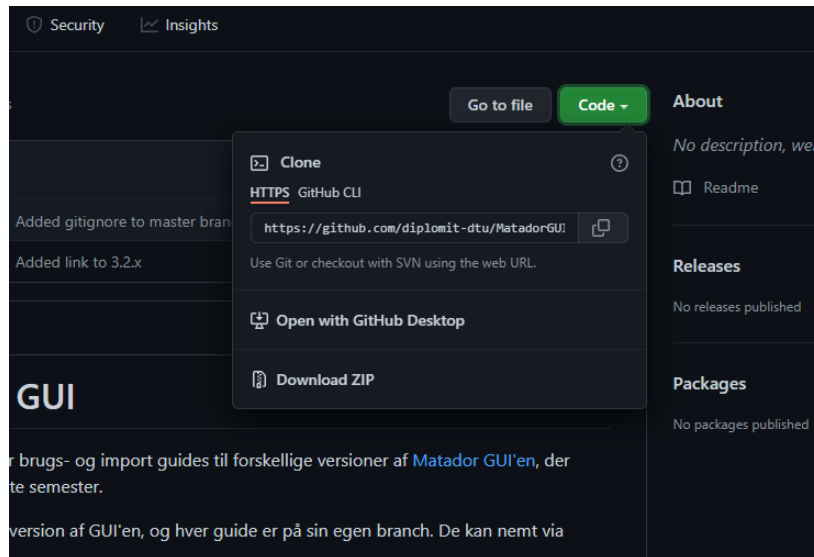 Security
Insights
Go to file
Code
About
No description, we
Readme
Clone
HTTPS GitHub CLI
https://github.com/diplomit-dtu/MatadorGUI
Use Git or checkout with SVN using the web URL.
Open with GitHub Desktop
Download ZIP
Added gitignore to master bran
Added link to 3.2.x
Releases
No releases published
Packages
No packages published
GUI
r brugs- og import guides til forskellige versioner af Matador GUI'en, der
te semester.
version af GUI'en, og hver guide er på sin egen branch. De kan nemt via